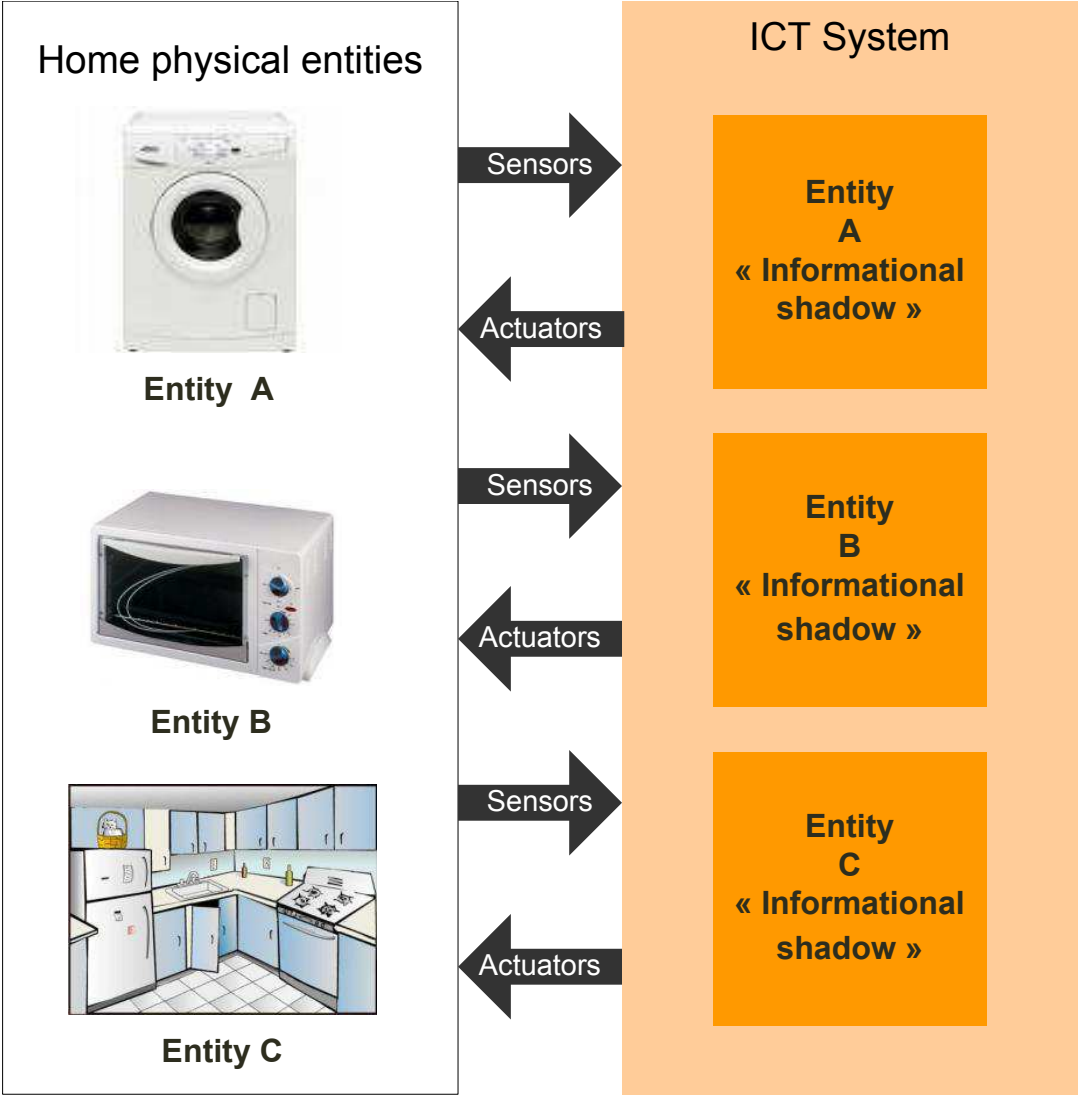 Home physical entities
ICT System
Sensors
Entity
A
« Informational
shadow »
Actuators
Entity  A
Sensors
Entity
B
« Informational
shadow »
Actuators
Entity B
Sensors
Entity
C
« Informational
shadow »
Actuators
Entity C